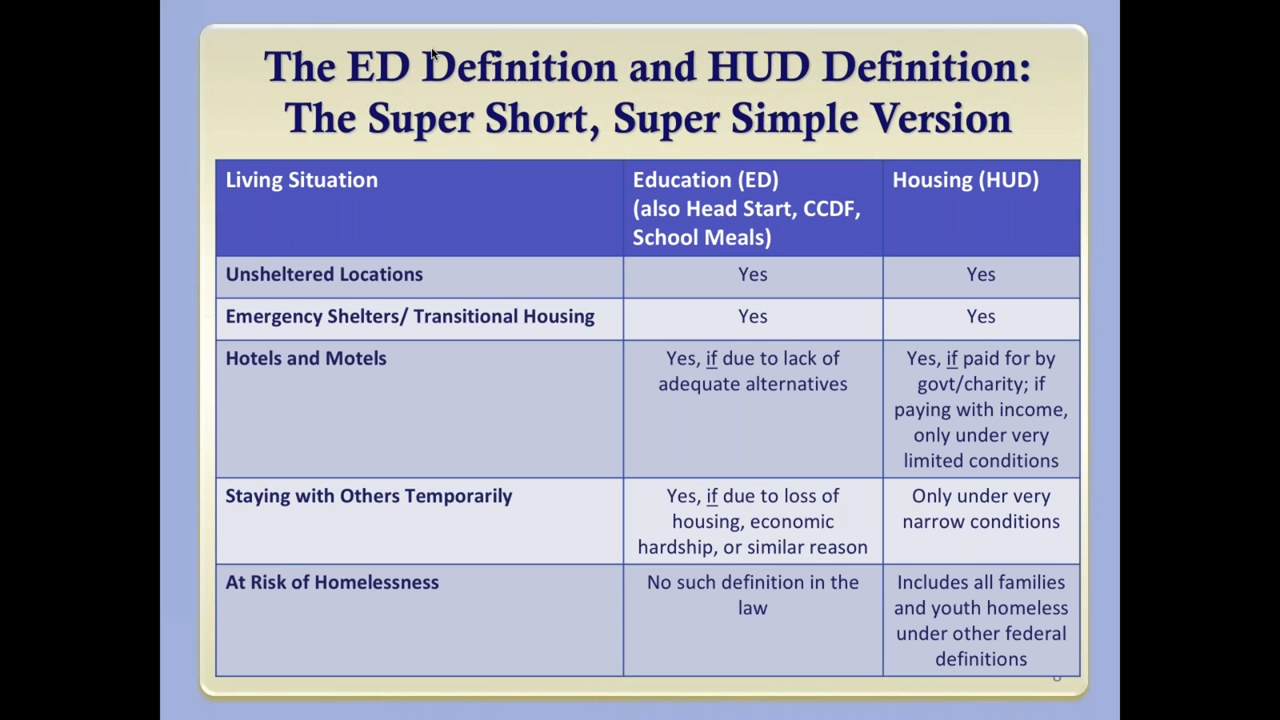 The ED Definition and HUD Definition:
The Super Short, Super Simple Version
Living Situation
Education (ED)
(also Head Start, CCDF,
School Meals)
Housing (HUD)
Unsheltered Locations
Yes
Yes
Emergency Shelters/ Transitional Housing
Yes
Yes
Hotels and Motels
Yes, if due to lack of
adequate alternatives
Yes, if paid for by
govt/charity; if
paying with income,
only under very
limited conditions
Staying with Others Temporarily
Yes, if due to loss of
housing, economic
hardship, or similar reason
Only under very
narrow conditions
At Risk of Homelessness
No such definition in the
law
Includes all families
and youth homeless
under other federal
definitions